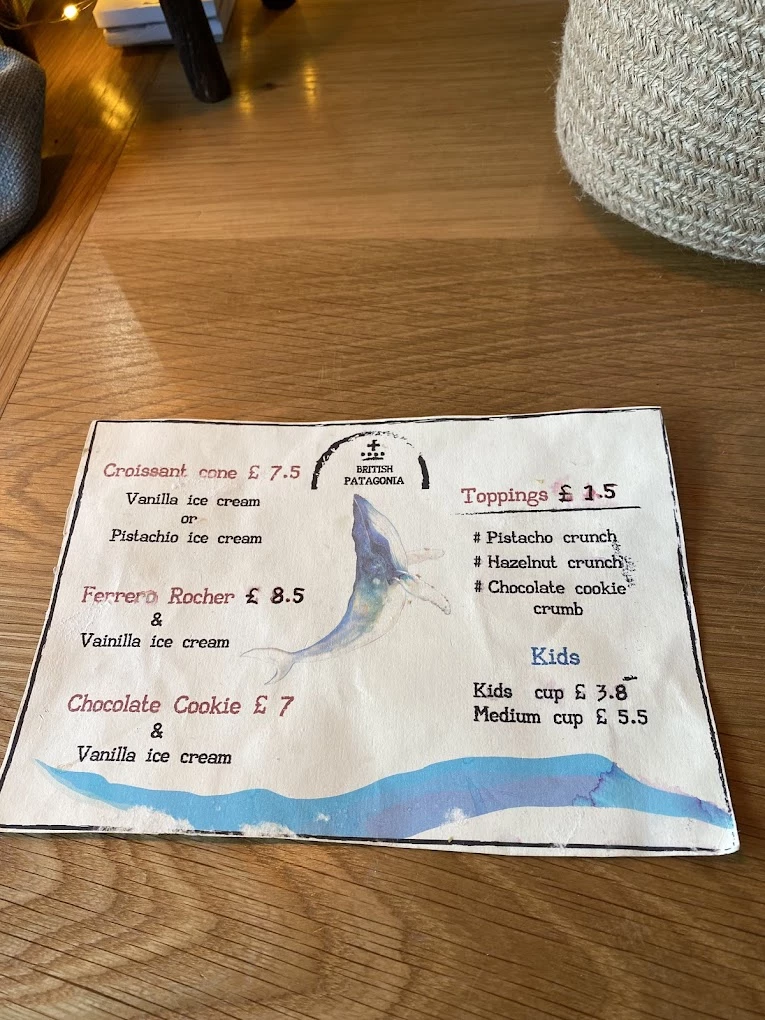 Croissant cone £ 7.5
Vanilla ice cream
or
Pistachio ice cream
Ferrero Rocher £ 8.5
&
Vainilla ice cream
Chocolate Cookie £ 7
&
Vanilla ice cream
BRITISH
PATAGONIA
Toppings £ 1.5
# Pistacho crunch
# Hazelnut crunch
# Chocolate cookie
crumb
Kids
Kids cup £ 3.8
Medium cup £ 5.5